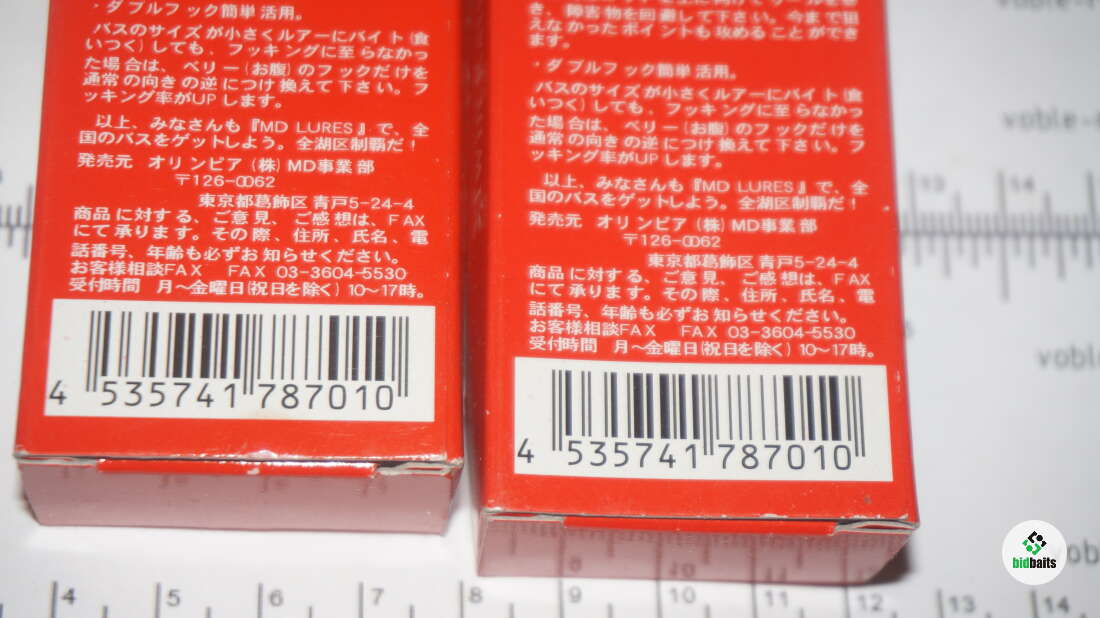 ・ダブルフック簡単活用。
バスのサイズが小さくルアーにバイト(食
いつく)しても、フッキングに至らなかっ
た場合は、ベリー(お腹)のフックだけを
通常の向きの逆につけ換えて下さい。フ
ッキング率がUPします。
以上、みなさんも『MD LURES』で、全
国のバスをゲットしよう。全湖区制覇だ!
発売元 オリンピア(株)MD事業部
〒126-0062
東京都葛飾区青戸5-24-4
商品に対する、ご意見、ご感想は、FAX
にて承ります。その際、住所、氏名、電
話番号、年齢も必ずお知らせください。
お客様相談FAX FAX 03-3604-5530
受付時間 月〜金曜日(祝日を除く)10〜17時。
4 535741 787010
き、障害物を回避して下さい。今まで狙
えなかったポイントも攻めることができ
ます。
・ダブルフック簡単活用。
バスのサイズが小さくルアーにバイト(食
いつく)しても、フッキングに至らなかっ
た場合は、ベリー(お腹)のフックだけを
通常の向きの逆につけ換えて下さい。フ
ッキング率がUPします。
以上、みなさんも『MD LURES』で、全
国のバスをゲットしよう。全湖区制覇だ!
発売元 オリンピア(株)MD事業部
〒126-0062
東京都葛飾区青戸5-24-4
商品に対する、ご意見、ご感想は、FAX
にて承ります。その際、住所、氏名、電
話番号、年齢も必ずお知らせください。
お客様相談FAX FAX 03-3604-5530
受付時間 月〜金曜日(祝日を除く)10〜17時。
4 535741 787010
13 14
4 5 6 7 8 9 10 11 12 13 14
bidbaits